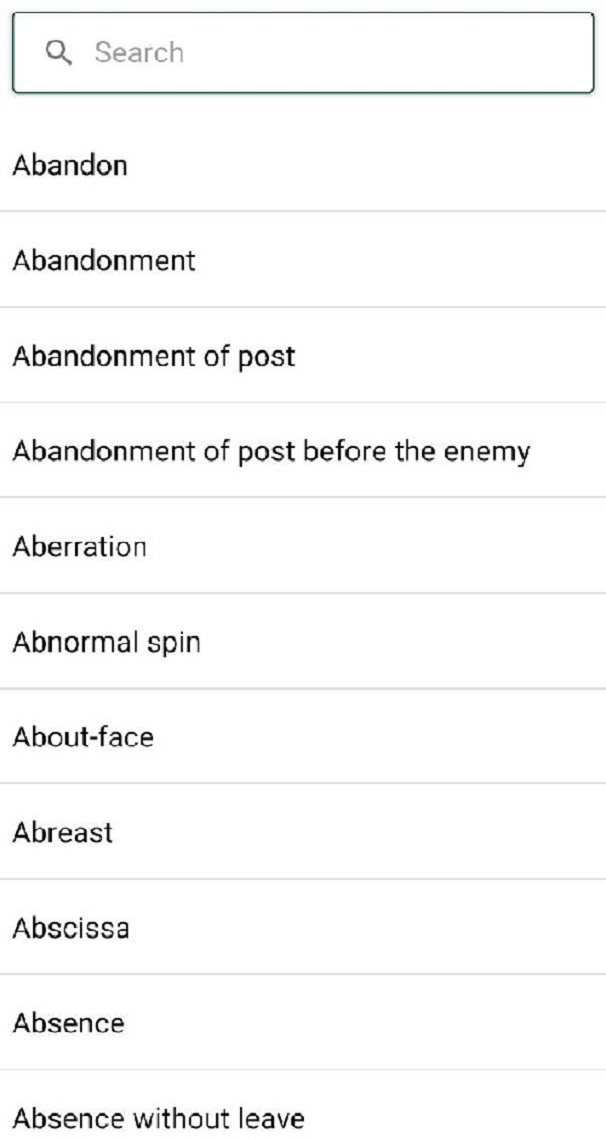 Search
Abandon
Abandonment
Abandonment of post
Abandonment of post before the enemy
Aberration
Abnormal spin
About-face
Abreast
Abscissa
Absence
Absence without leave